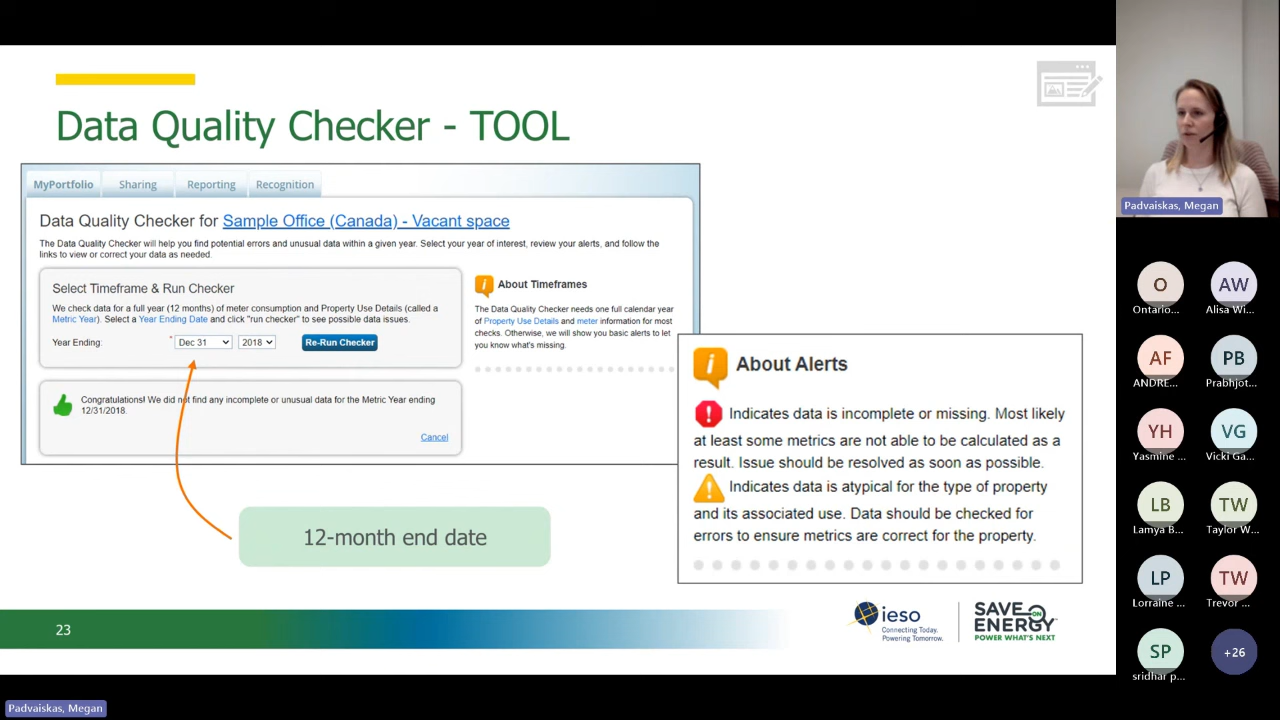 Data Quality Checker - TOOL
MyPortfolio
Sharing
Reporting
Recognition
Data Quality Checker for Sample Office (Canada) - Vacant space
The Data Quality Checker will help you find potential errors and unusual data within a given year. Select your year of interest, review your alerts, and follow the
links to view or correct your data as needed.
Select Timeframe & Run Checker
We check data for a full year (12 months) of meter consumption and Property Use Details (called a
Metric Year). Select a Year Ending Date and click "run checker" to see possible data issues.
Year Ending:
* Dec 31
2018
Re-Run Checker
Congratulations! We did not find any incomplete or unusual data for the Metric Year ending
12/31/2018.
Cancel
About Timeframes
The Data Quality Checker needs one full calendar year
of Property Use Details and meter information for most
checks. Otherwise, we will show you basic alerts to let
you know what's missing.
About Alerts
Indicates data is incomplete or missing. Most likely
at least some metrics are not able to be calculated as a
result. Issue should be resolved as soon as possible.
Indicates data is atypical for the type of property
and its associated use. Data should be checked for
errors to ensure metrics are correct for the property.
12-month end date
23
ieso
Connecting Today.
Powering Tomorrow.
SAVE ON
ENERGY
POWER WHAT'S NEXT
Padvaiskas, Megan
O
Ontario...
AW
Alisa Wi...
AF
ANDRE...
PB
Prabhjot...
YH
Yasmine ...
VG
Vicki Ga...
LB
Lamya B...
TW
Taylor W...
LP
Lorraine ...
TW
Trevor ...
SP
sridhar p...
+26
Padvaiskas, Megan